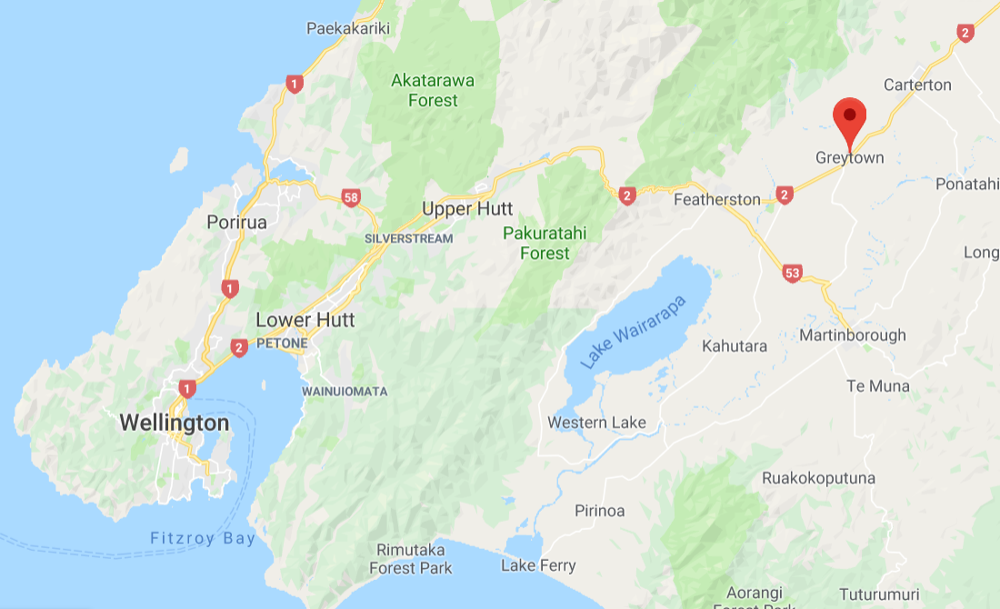 Paekakariki
2
1
Akatarawa
Forest
Carterton
Greytown
Ponatahi
58
2
2
Featherston
Upper Hutt
Porirua
SILVERSTREAM
Pakuratahi
Forest
Long
53
1
Lower Hutt
PETONE
2
Lake Wairarapa
Kahutara
Martinborough
1
WAINUIOMATA
Te Muna
Wellington
Western Lake
Ruakokoputuna
Pirinoa
Fitzroy Bay
Rimutaka
Forest Park
Lake Ferry
Aorangi
Forest Park
Tuturumuri